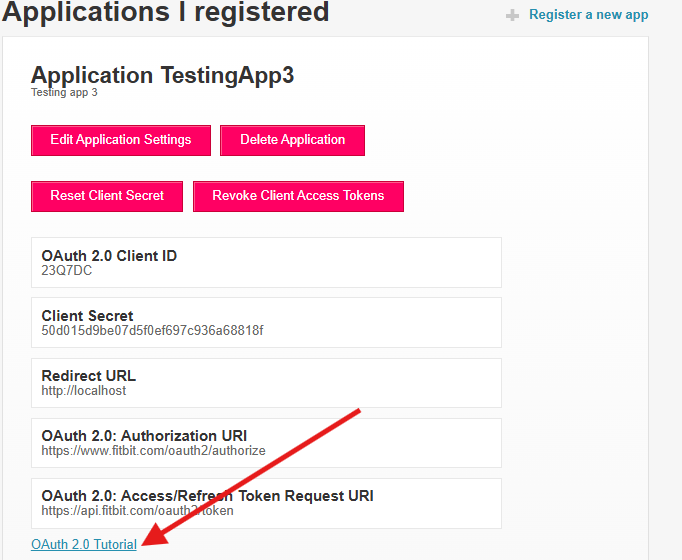 Applications I registered
Register a new app
Application TestingApp3
Testing app 3
Edit Application Settings
Delete Application
Reset Client Secret
Revoke Client Access Tokens
OAuth 2.0 Client ID
23Q7DC
Client Secret
50d015d9be07d5f0ef697c936a68818f
Redirect URL
http://localhost
OAuth 2.0: Authorization URI
https://www.fitbit.com/oauth2/authorize
OAuth 2.0: Access/Refresh Token Request URI
https://api.fitbit.com/oauth2/token
OAuth 2.0 Tutorial